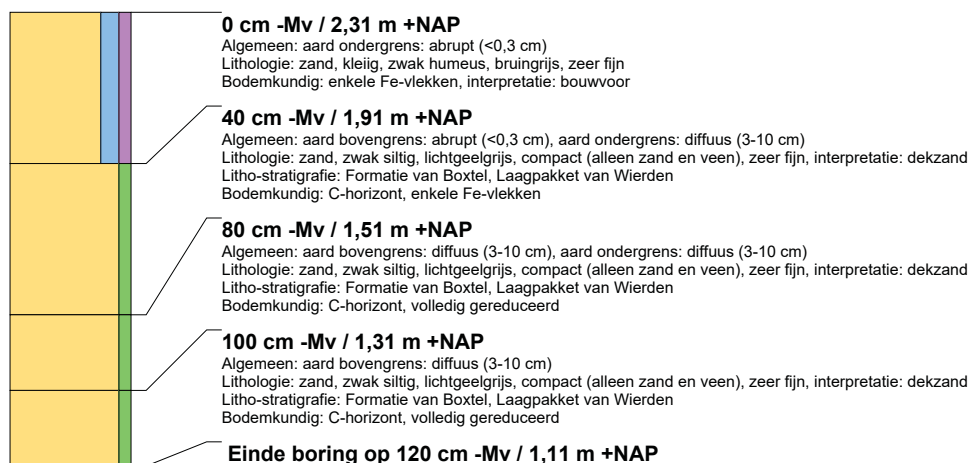 0 cm -Mv / 2,31 m +NAP
Algemeen: aard ondergrens: abrupt (<0,3 cm)
Lithologie: zand, kleiig, zwak humeus, bruingrijs, zeer fijn
Bodemkundig: enkele Fe-vlekken, interpretatie: bouwvoor
40 cm -Mv / 1,91 m +NAP
Algemeen: aard bovengrens: abrupt (<0,3 cm), aard ondergrens: diffuus (3-10 cm)
Lithologie: zand, zwak siltig, lichtgeelgrijs, compact (alleen zand en veen), zeer fijn, interpretatie: dekzand
Litho-stratigrafie: Formatie van Boxtel, Laagpakket van Wierden
Bodemkundig: C-horizont, enkele Fe-vlekken
80 cm -Mv / 1,51 m +NAP
Algemeen: aard bovengrens: diffuus (3-10 cm), aard ondergrens: diffuus (3-10 cm)
Lithologie: zand, zwak siltig, lichtgeelgrijs, compact (alleen zand en veen), zeer fijn, interpretatie: dekzand
Litho-stratigrafie: Formatie van Boxtel, Laagpakket van Wierden
Bodemkundig: C-horizont, volledig gereduceerd
100 cm -Mv / 1,31 m +NAP
Algemeen: aard bovengrens: diffuus (3-10 cm)
Lithologie: zand, zwak siltig, lichtgeelgrijs, compact (alleen zand en veen), zeer fijn, interpretatie: dekzand
Litho-stratigrafie: Formatie van Boxtel, Laagpakket van Wierden
Bodemkundig: C-horizont, volledig gereduceerd
Einde boring op 120 cm -Mv / 1,11 m +NAP